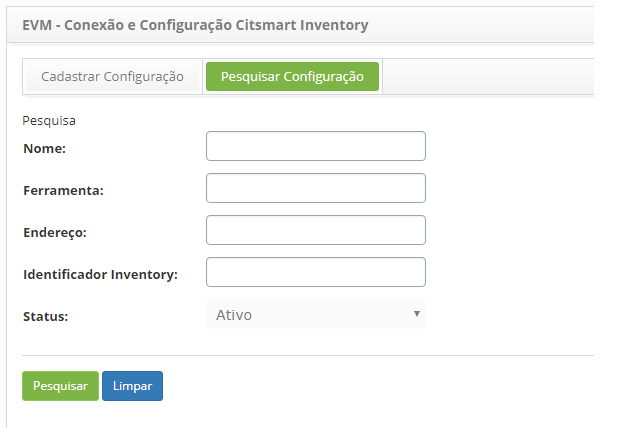 EVM - Conexão e Configuração Citsmart Inventory
Cadastrar Configuração Pesquisar Configuração
Pesquisa
Nome:
Ferramenta:
Endereço:
Identificador Inventory:
Status: Ativo
Pesquisar Limpar